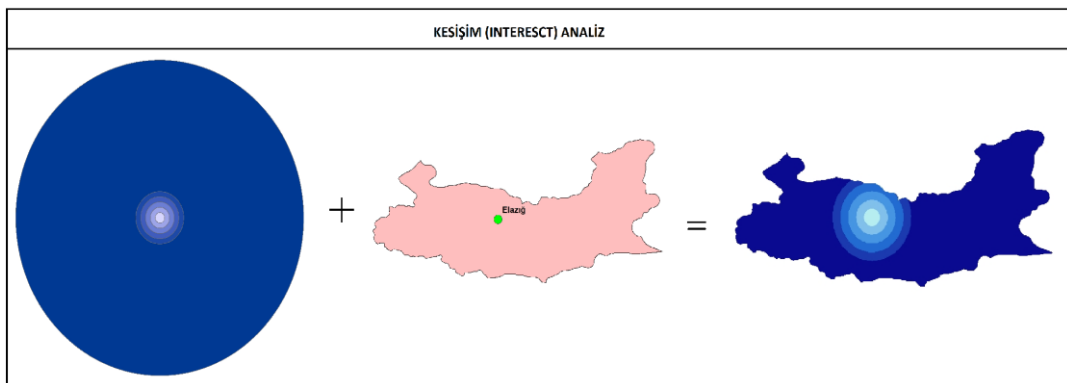 KESİŞİM (INTERESCT) ANALİZ
Elazığ
+
=